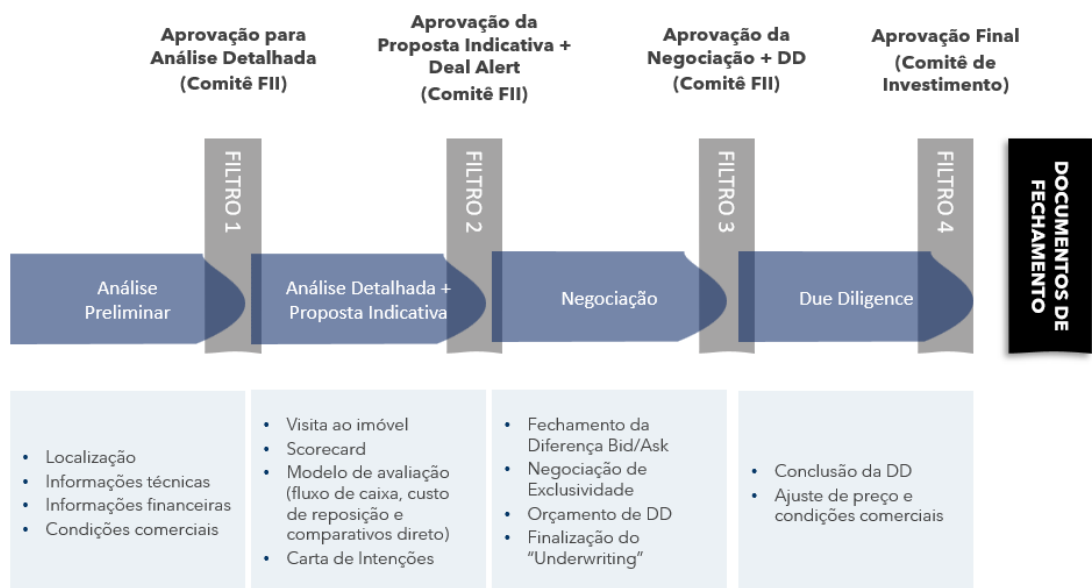 Aprovação para
Análise Detalhada
(Comitê FII)
Aprovação da
Proposta Indicativa +
Deal Alert
(Comitê FII)
Aprovação da
Negociação + DD
(Comitê FII)
Aprovação Final
(Comitê de
Investimento)
FILTRO 1
FILTRO 2
FILTRO 3
FILTRO 4
DOCUMENTOS DE
FECHAMENTO
Análise
Preliminar
Análise Detalhada +
Proposta Indicativa
Negociação
Due Diligence
• Localização
• Informações técnicas
• Informações financeiras
• Condições comerciais
• Visita ao imóvel
• Scorecard
• Modelo de avaliação
(fluxo de caixa, custo
de reposição e
comparativos direto)
• Carta de Intenções
• Fechamento da
Diferença Bid/Ask
• Negociação de
Exclusividade
• Orçamento de DD
• Finalização do
“Underwriting”
• Conclusão da DD
• Ajuste de preço e
condições comerciais